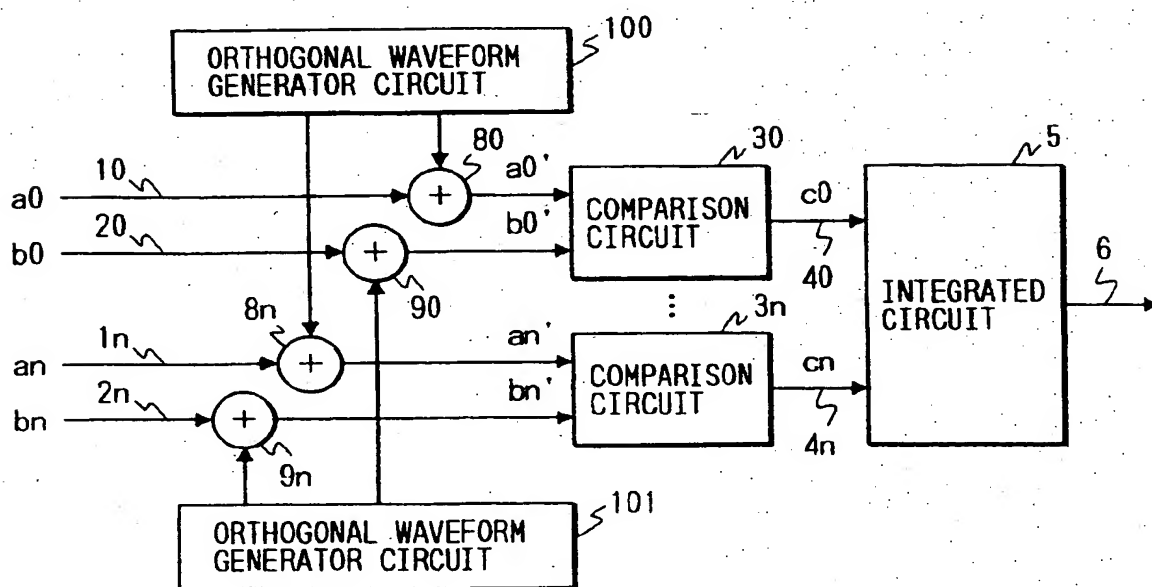 100
ORTHOGONAL WAVEFORM
GENERATOR CIRCUIT
80
30
5
10
a0
+
a0'
c0
20
b0
+
b0'
COMPARISON
CIRCUIT
40
6
90
INTEGRATED
CIRCUIT
8n
⋮
3n
1n
an
+
an'
cn
2n
bn
+
bn'
COMPARISON
CIRCUIT
4n
9n
101
ORTHOGONAL WAVEFORM
GENERATOR CIRCUIT